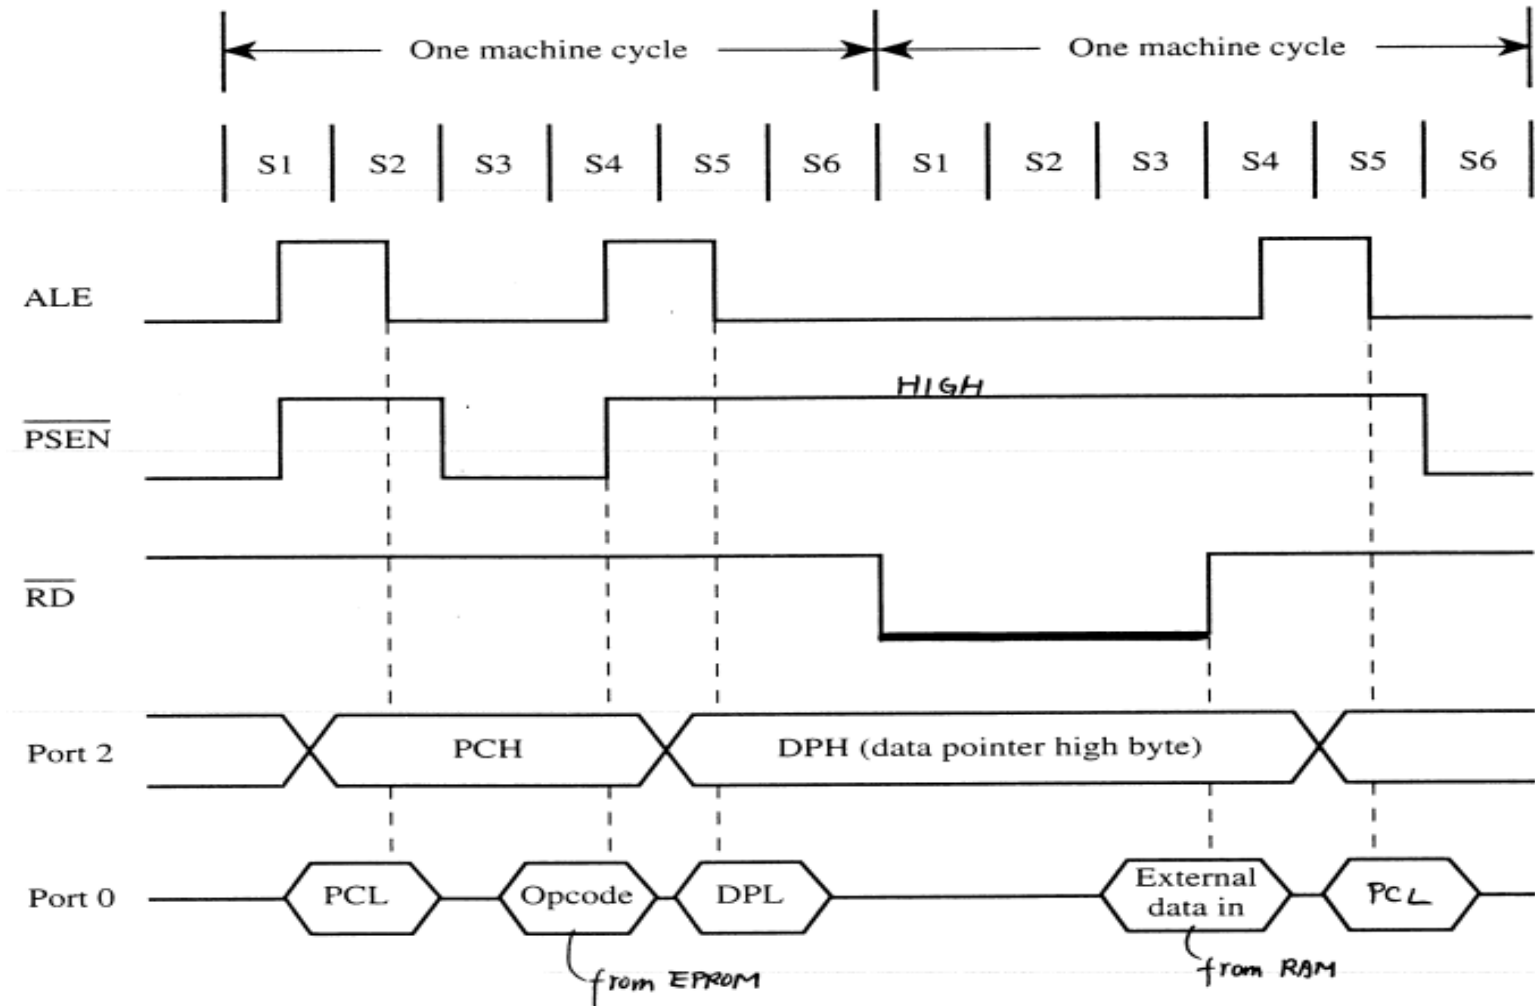 One machine cycle One machine cycle
S1 S2 S3 S4 S5 S6 S1 S2 S3 S4 S5 S6
ALE
HIGH
PSEN
RD
Port 2 PCH DPH (data pointer high byte)
Port 0 PCL Opcode DPL External data in PCL
from EPROM from RAM